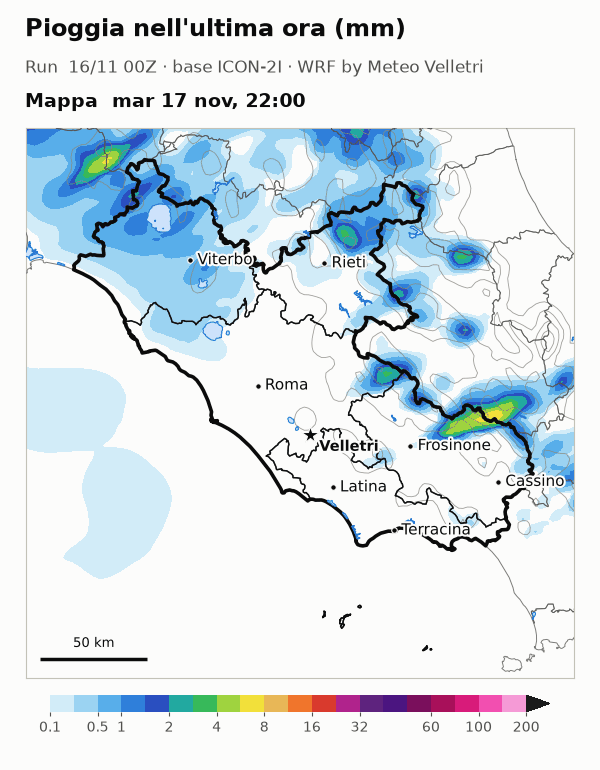 Pioggia nell'ultima ora (mm)
Run  16/11 00Z · base ICON-2I · WRF by Meteo Velletri
Mappa  mar 17 nov, 22:00
Viterbo
Rieti
Roma
Velletri
Frosinone
Cassino
Latina
Terracina
50 km
0.1 0.5 1 2 4 8 16 32 60 100 200